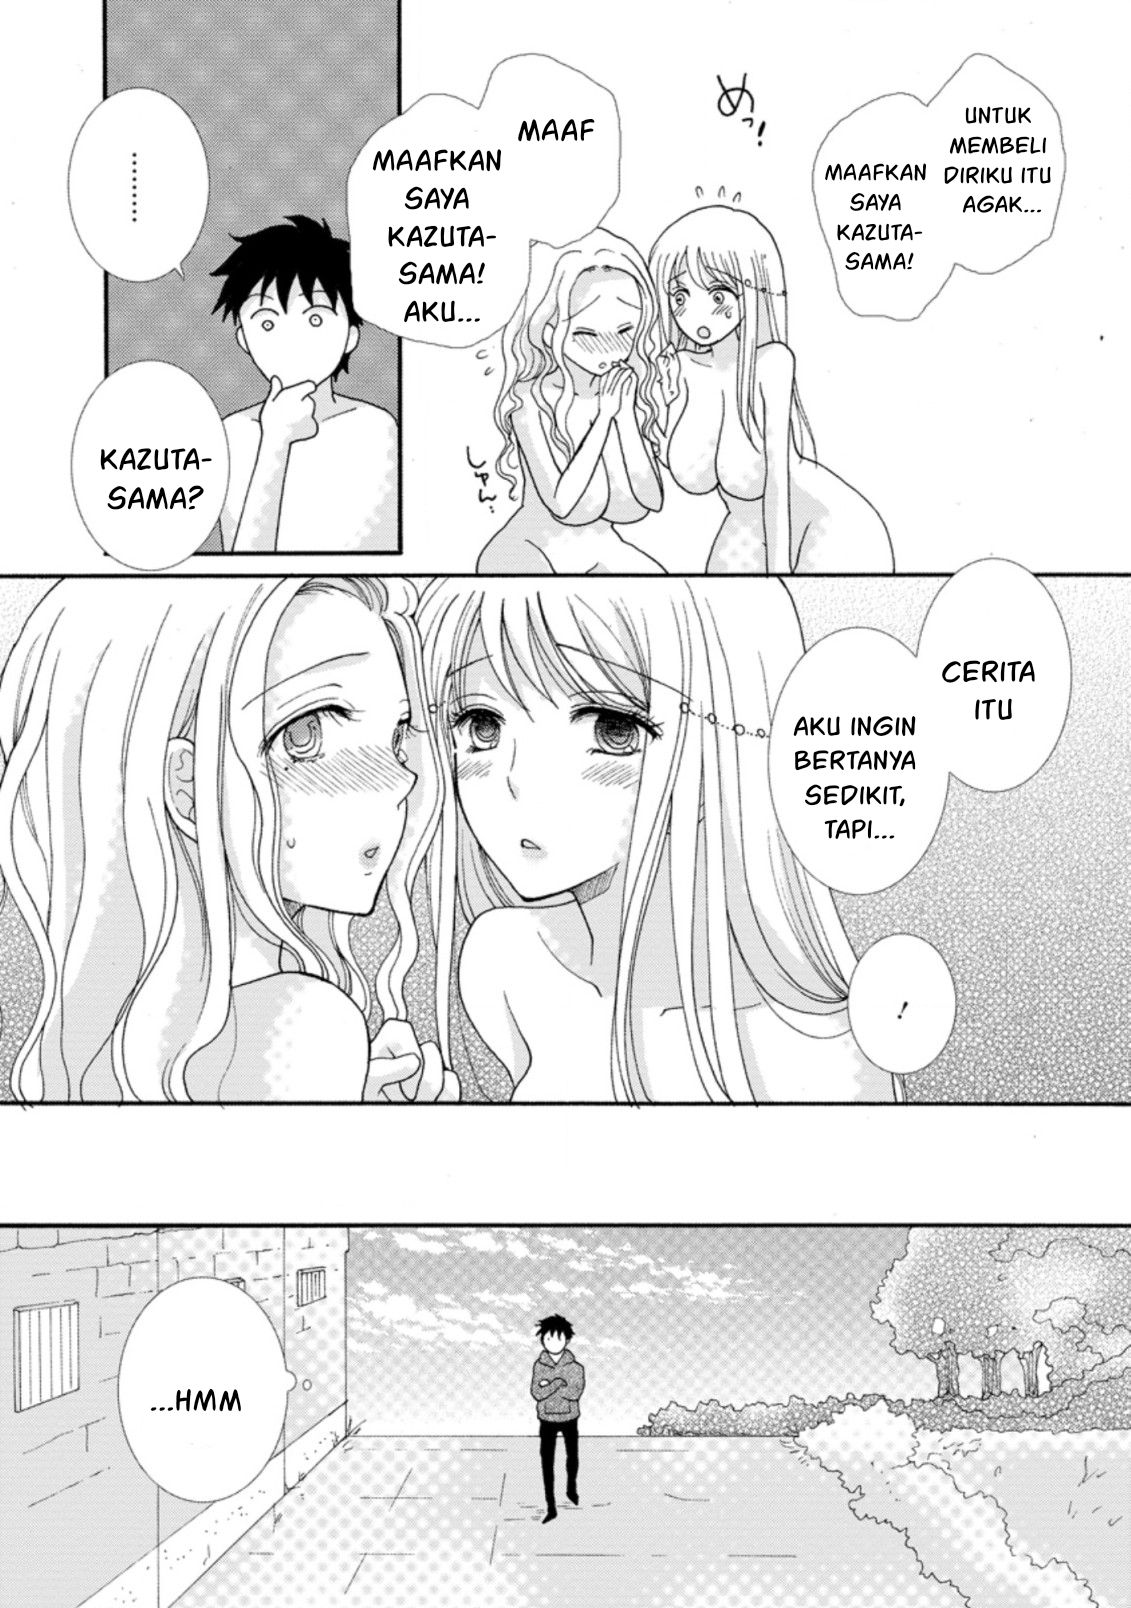 UNTUK
MEMBELI
DIRIKU ITU
AGAK...
MAAFKAN
SAYA
KAZUTA-
SAMA!
めっ!
MAAF
MAAFKAN
SAYA
KAZUTA-
SAMA!
AKU...
しゅん…
.........
KAZUTA-
SAMA?
CERITA
ITU
AKU INGIN
BERTANYA
SEDIKIT,
TAPI...
!
...HMM